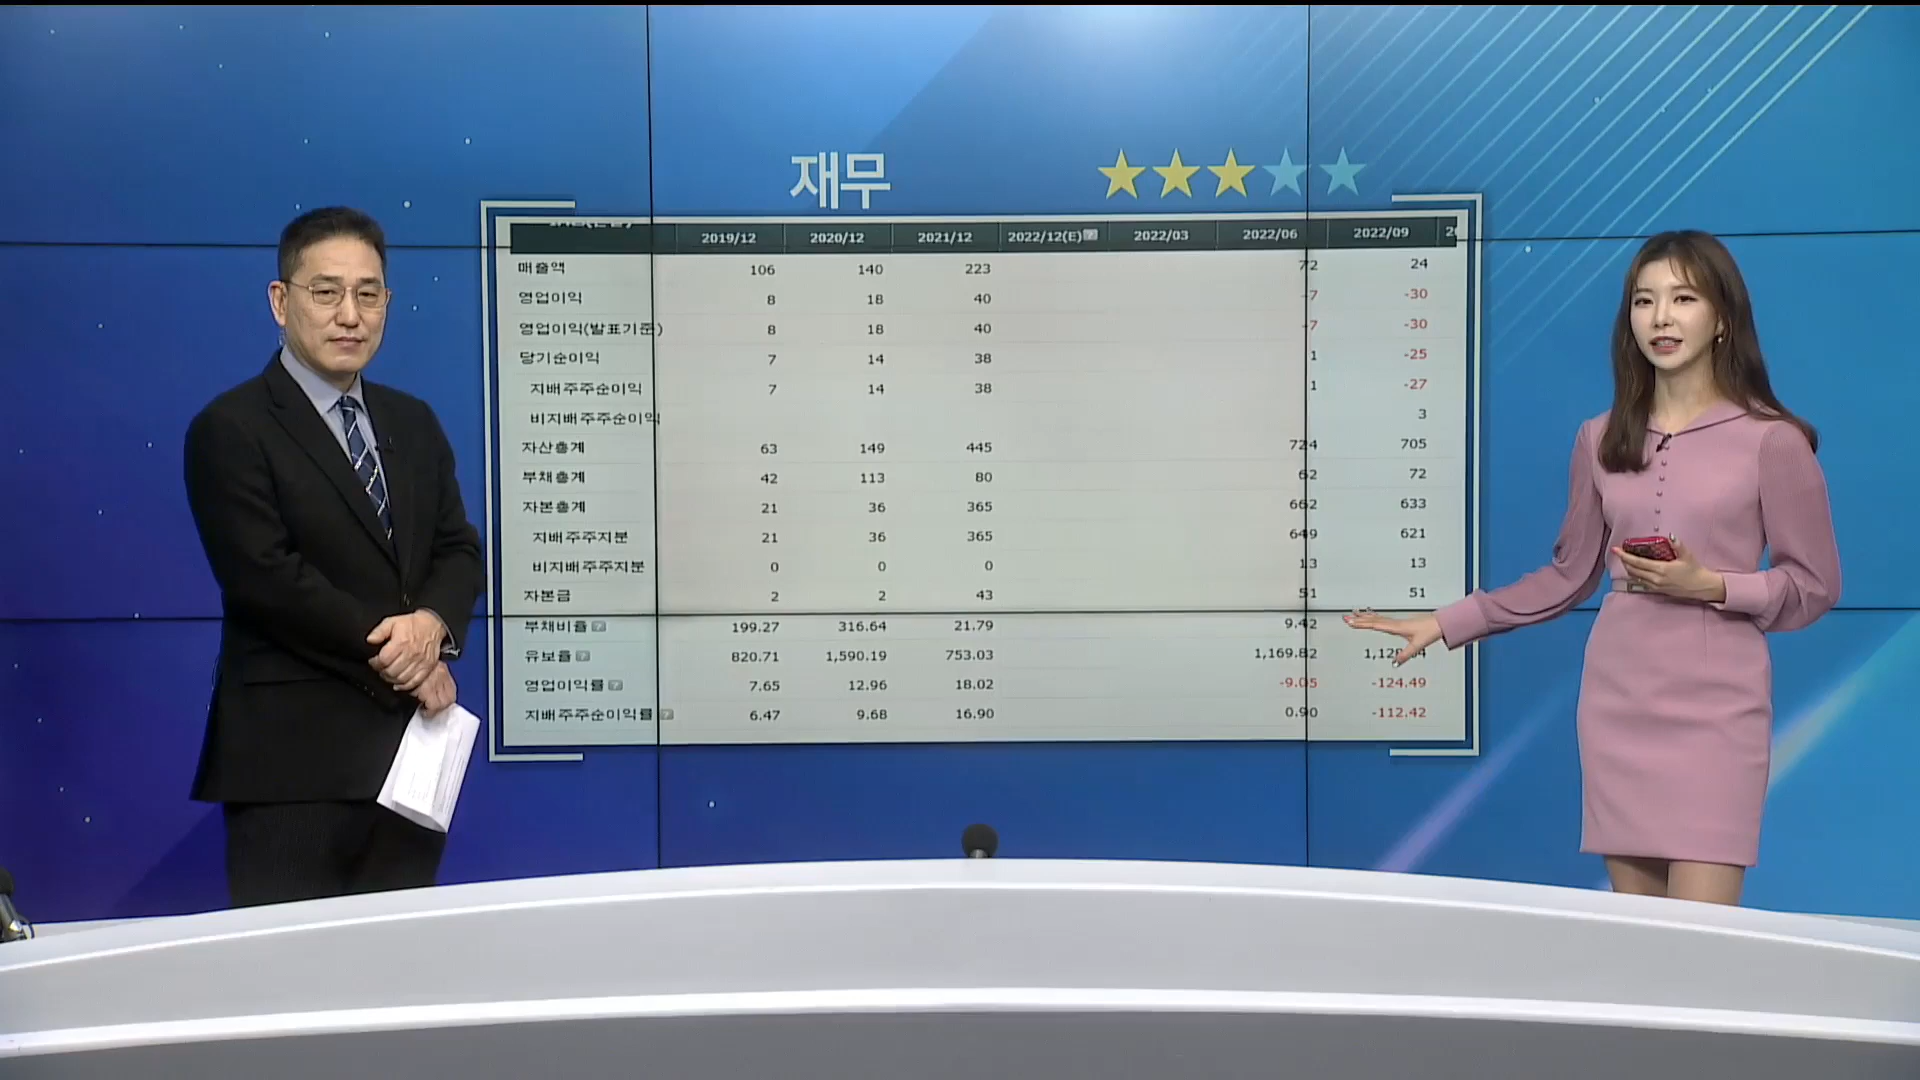 재무
2019/12 2020/12 2021/12 2022/12(E) 2022/03 2022/06 2022/09
매출액 106 140 223 72 24
영업이익 8 18 40 -7 -30
영업이익(발표기준) 8 18 40 -7 -30
당기순이익 7 14 38 1 -25
지배주주순이익 7 14 38 1 -27
비지배주주순이익 3
자산총계 63 149 445 724 705
부채총계 42 113 80 62 72
자본총계 21 36 365 662 633
지배주주지분 21 36 365 649 621
비지배주주지분 0 0 0 13 13
자본금 2 2 43 51 51
부채비율 199.27 316.64 21.79 9.42
유보율 820.71 1,590.19 753.03 1,169.82
영업이익률 7.65 12.96 18.02 -9.05 -124.49
지배주주순이익률 6.47 9.68 16.90 0.90 -112.42